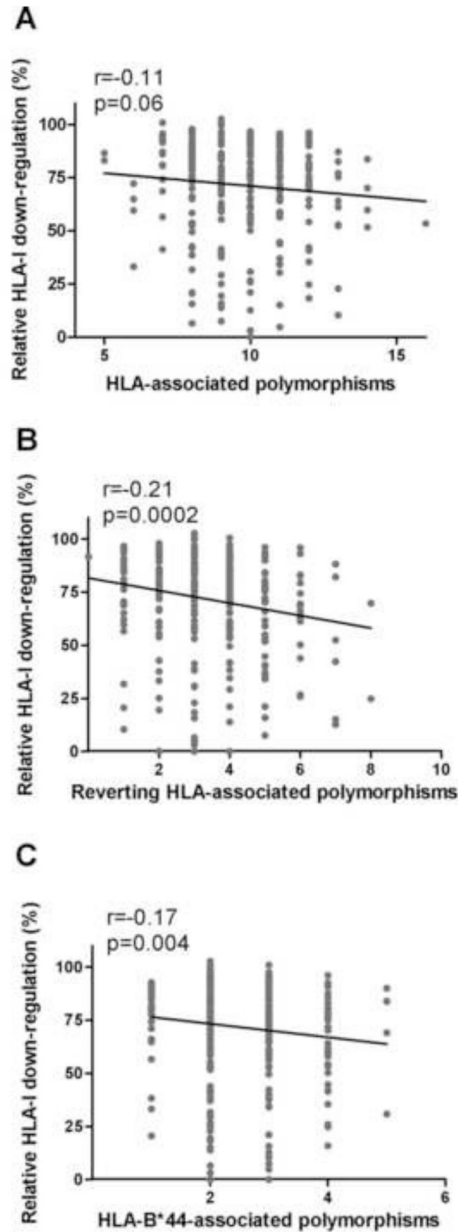 A
r=-0.11
p=0.06
Relative HLA-I down-regulation (%)
100
75
50
25
0
5 10 15
HLA-associated polymorphisms
B
r=-0.21
p=0.0002
Relative HLA-I down-regulation (%)
100
75
50
25
0
2 4 6 8 10
Reverting HLA-associated polymorphisms
C
r=-0.17
p=0.004
Relative HLA-I down-regulation (%)
100
75
50
25
0
2 4 6
HLA-B*44-associated polymorphisms